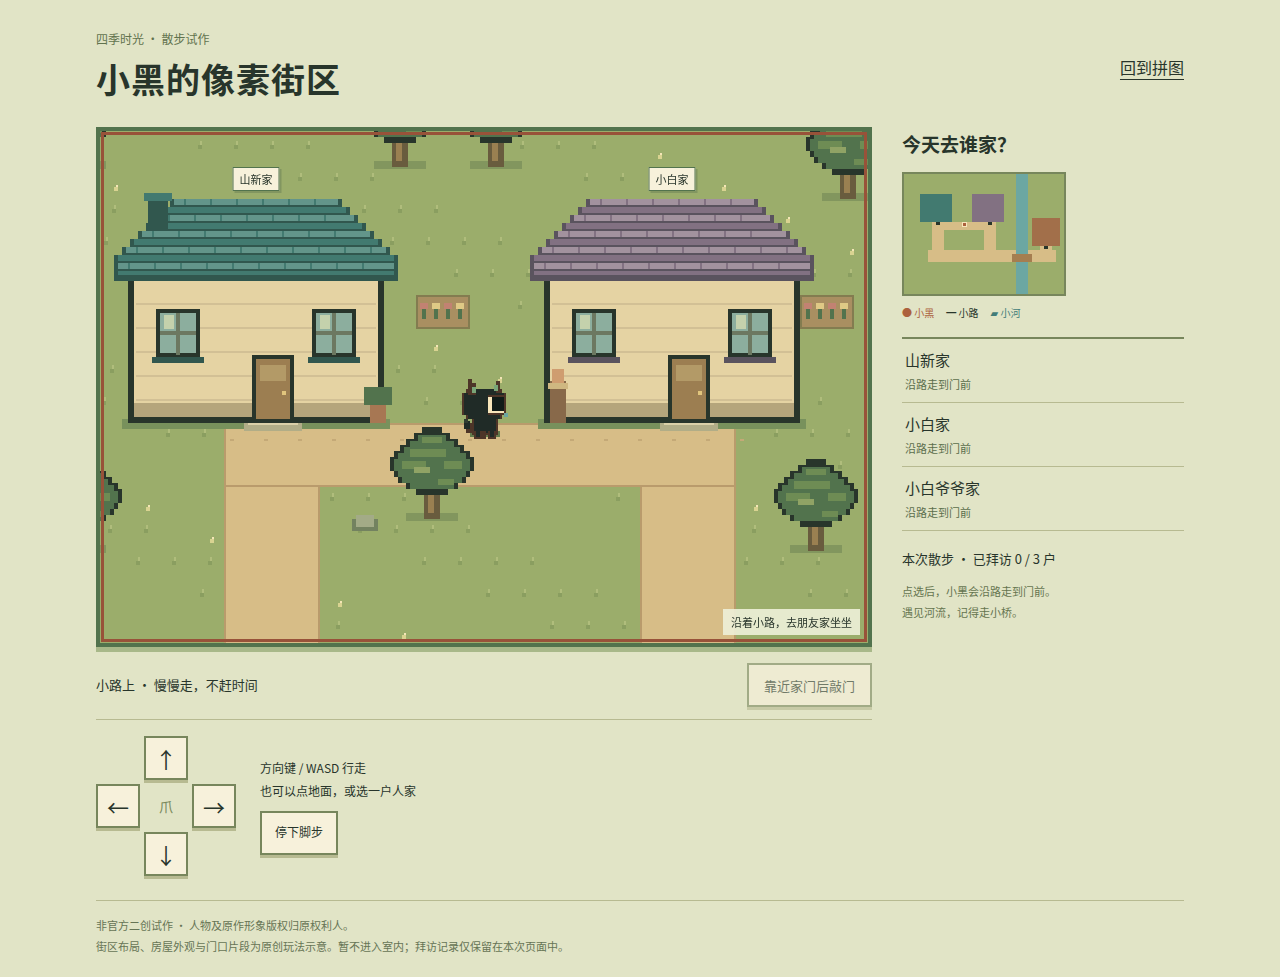 四季时光 · 散步试作
小黑的像素街区
回到拼图
山新家
小白家
沿着小路，去朋友家坐坐
今天去谁家？
小黑 小路 小河
山新家
沿路走到门前
小白家
沿路走到门前
小白爷爷家
沿路走到门前
本次散步 · 已拜访 0 / 3 户
点选后，小黑会沿路走到门前。
遇见河流，记得走小桥。
小路上 · 慢慢走，不赶时间
靠近家门后敲门
↑
← 爪 →
↓
方向键 / WASD 行走
也可以点地面，或选一户人家
停下脚步
非官方二创试作 · 人物及原作形象版权归原权利人。
街区布局、房屋外观与门口片段为原创玩法示意。暂不进入室内；拜访记录仅保留在本次页面中。